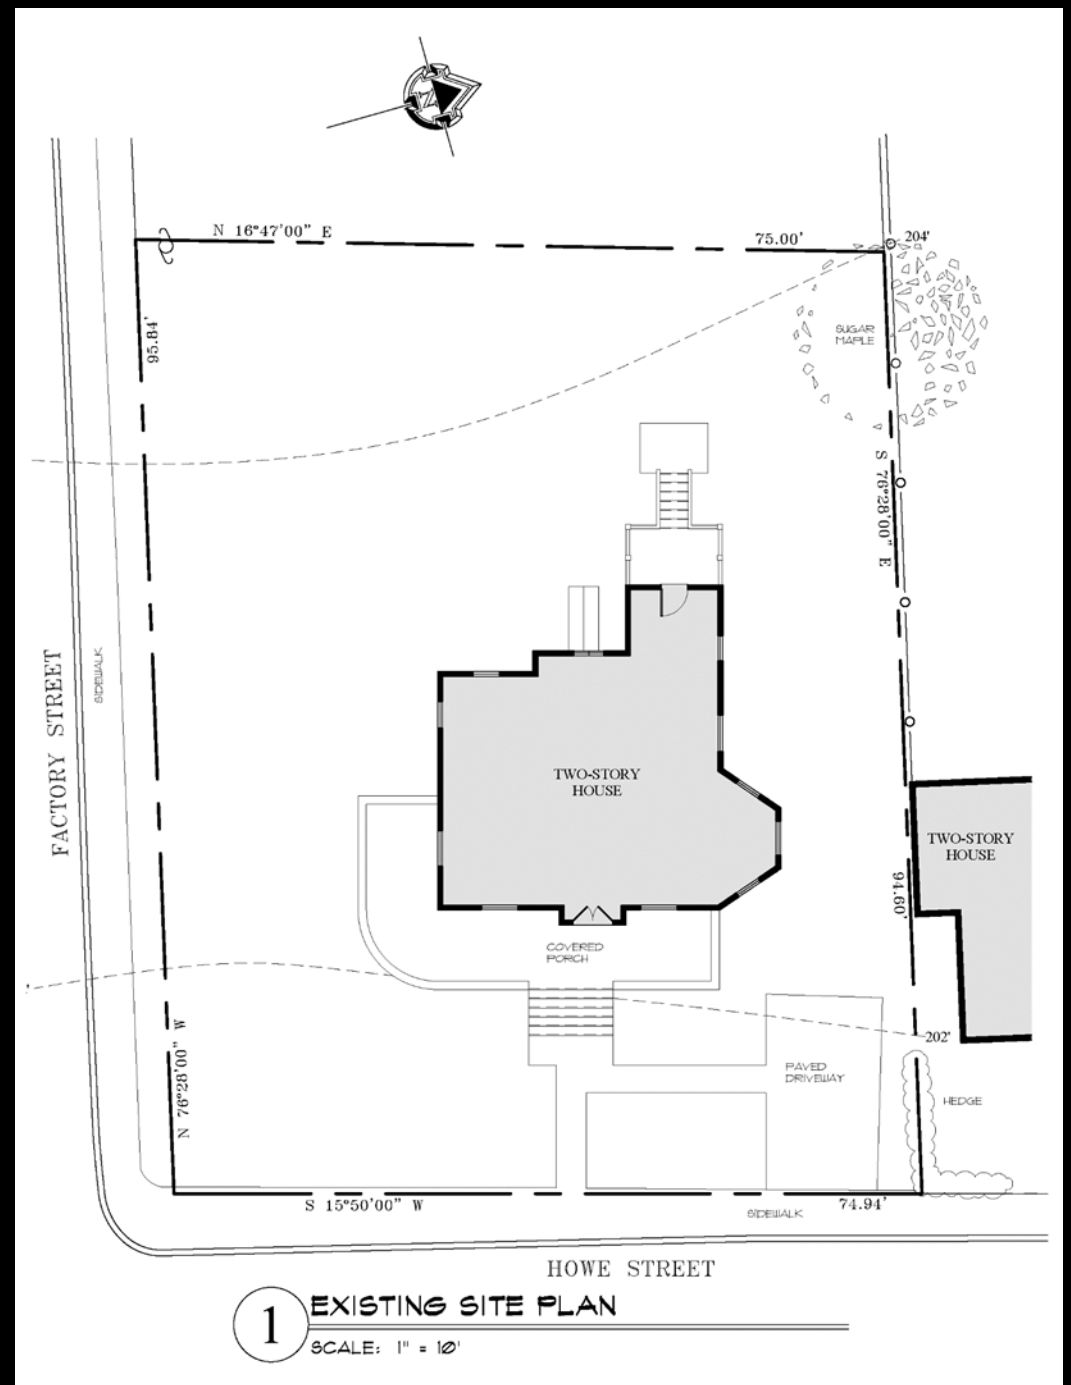 N
N 16°47'00" E
75.00'
204'
95.84'
SUGAR
MAPLE
S 76°28'00" E
FACTORY STREET
SIDEWALK
TWO-STORY
HOUSE
TWO-STORY
HOUSE
94.60'
COVERED
PORCH
202'
N 76°28'00" W
PAVED
DRIVEWAY
HEDGE
S 15°50'00" W
74.94'
SIDEWALK
HOWE STREET
1
EXISTING SITE PLAN
SCALE: 1" = 10'